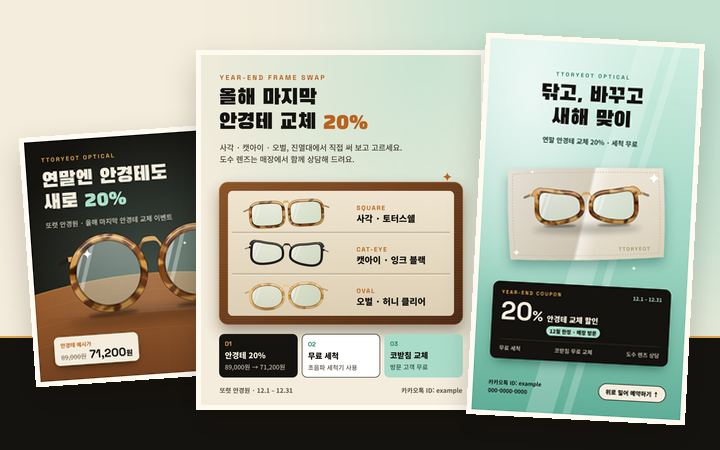 TTORYEOT OPTICAL
연말엔 안경테도
새로 20%
또렷 안경원 · 올해 마지막 안경테 교체 이벤트
안경테 예시가
89,000원 71,200원
YEAR-END FRAME SWAP
올해 마지막
안경테 교체 20%
사각 · 캣아이 · 오벌, 진열대에서 직접 써 보고 고르세요.
도수 렌즈는 매장에서 함께 상담해 드려요.
SQUARE
사각 · 토터스쉘
CAT-EYE
캣아이 · 잉크 블랙
OVAL
오벌 · 허니 클리어
01
안경테 20%
89,000원 → 71,200원
02
무료 세척
초음파 세척기 사용
03
코받침 교체
방문 고객 무료
또렷 안경원 · 12.1 – 12.31
카카오톡 ID: example
TTORYEOT OPTICAL
닦고, 바꾸고
새해 맞이
연말 안경테 교체 20% · 세척 무료
TTORYEOT
YEAR-END COUPON
12.1 – 12.31
20% 안경테 교체 할인
12월 한정 · 매장 방문
무료 세척
코받침 무료 교체
도수 렌즈 상담
카카오톡 ID: example
000-0000-0000
위로 밀어 예약하기 ↑